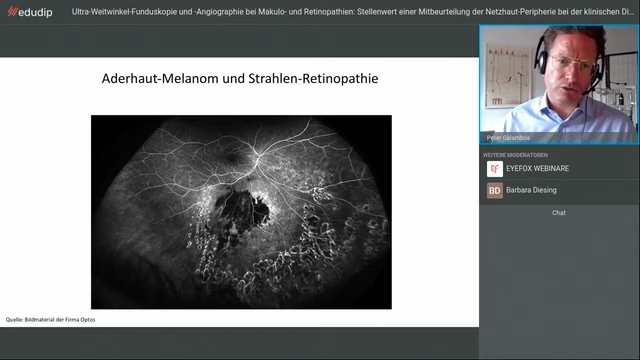 edudip
Ultra-Weitwinkel-Funduskopie und -Angiographie bei Makulo- und Retinopathien: Stellenwert einer Mitbeurteilung der Netzhaut-Peripherie bei der klinischen Di...
Aderhaut-Melanom und Strahlen-Retinopathie
Quelle: Bildmaterial der Firma Optos
Peter Galambos
WEITERE MODERATOREN
EYEFOX WEBINARE
BD Barbara Diesing
Chat